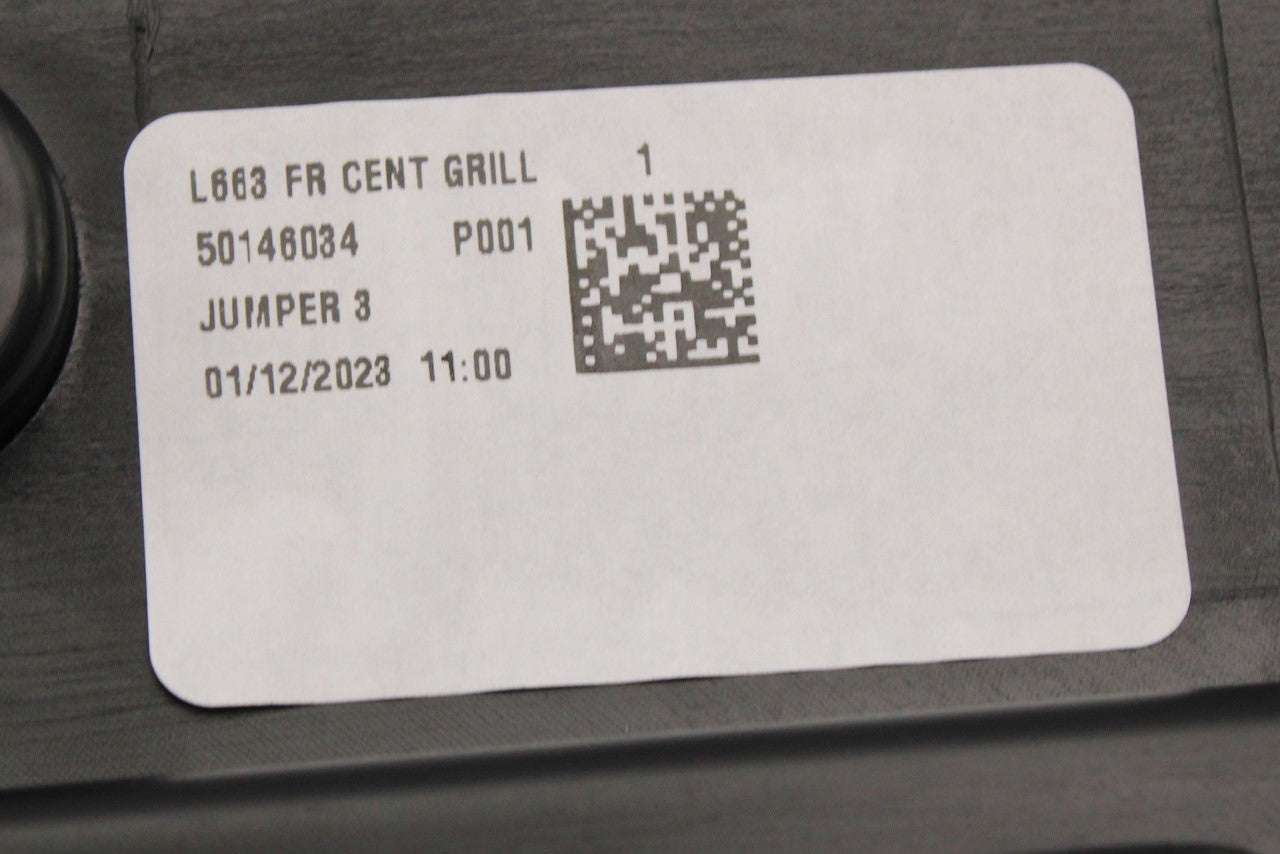 L663 FR CENT GRILL 1
50146034 P001
JUMPER 3
01/12/2023 11:00